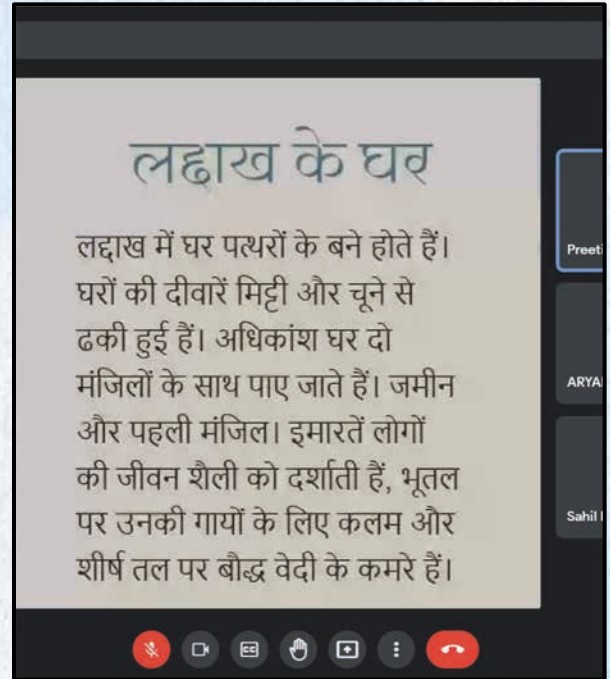 लद्दाख के घर
लद्दाख में घर पत्थरों के बने होते हैं।
घरों की दीवारें मिट्टी और चूने से
ढकी हुई हैं। अधिकांश घर दो
मंजिलों के साथ पाए जाते हैं। जमीन
और पहली मंजिल। इमारतें लोगों
की जीवन शैली को दर्शाती हैं, भूतल
पर उनकी गायों के लिए कलम और
शीर्ष तल पर बौद्ध वेदी के कमरे हैं।
Preeti
ARYA
Sahil
CC